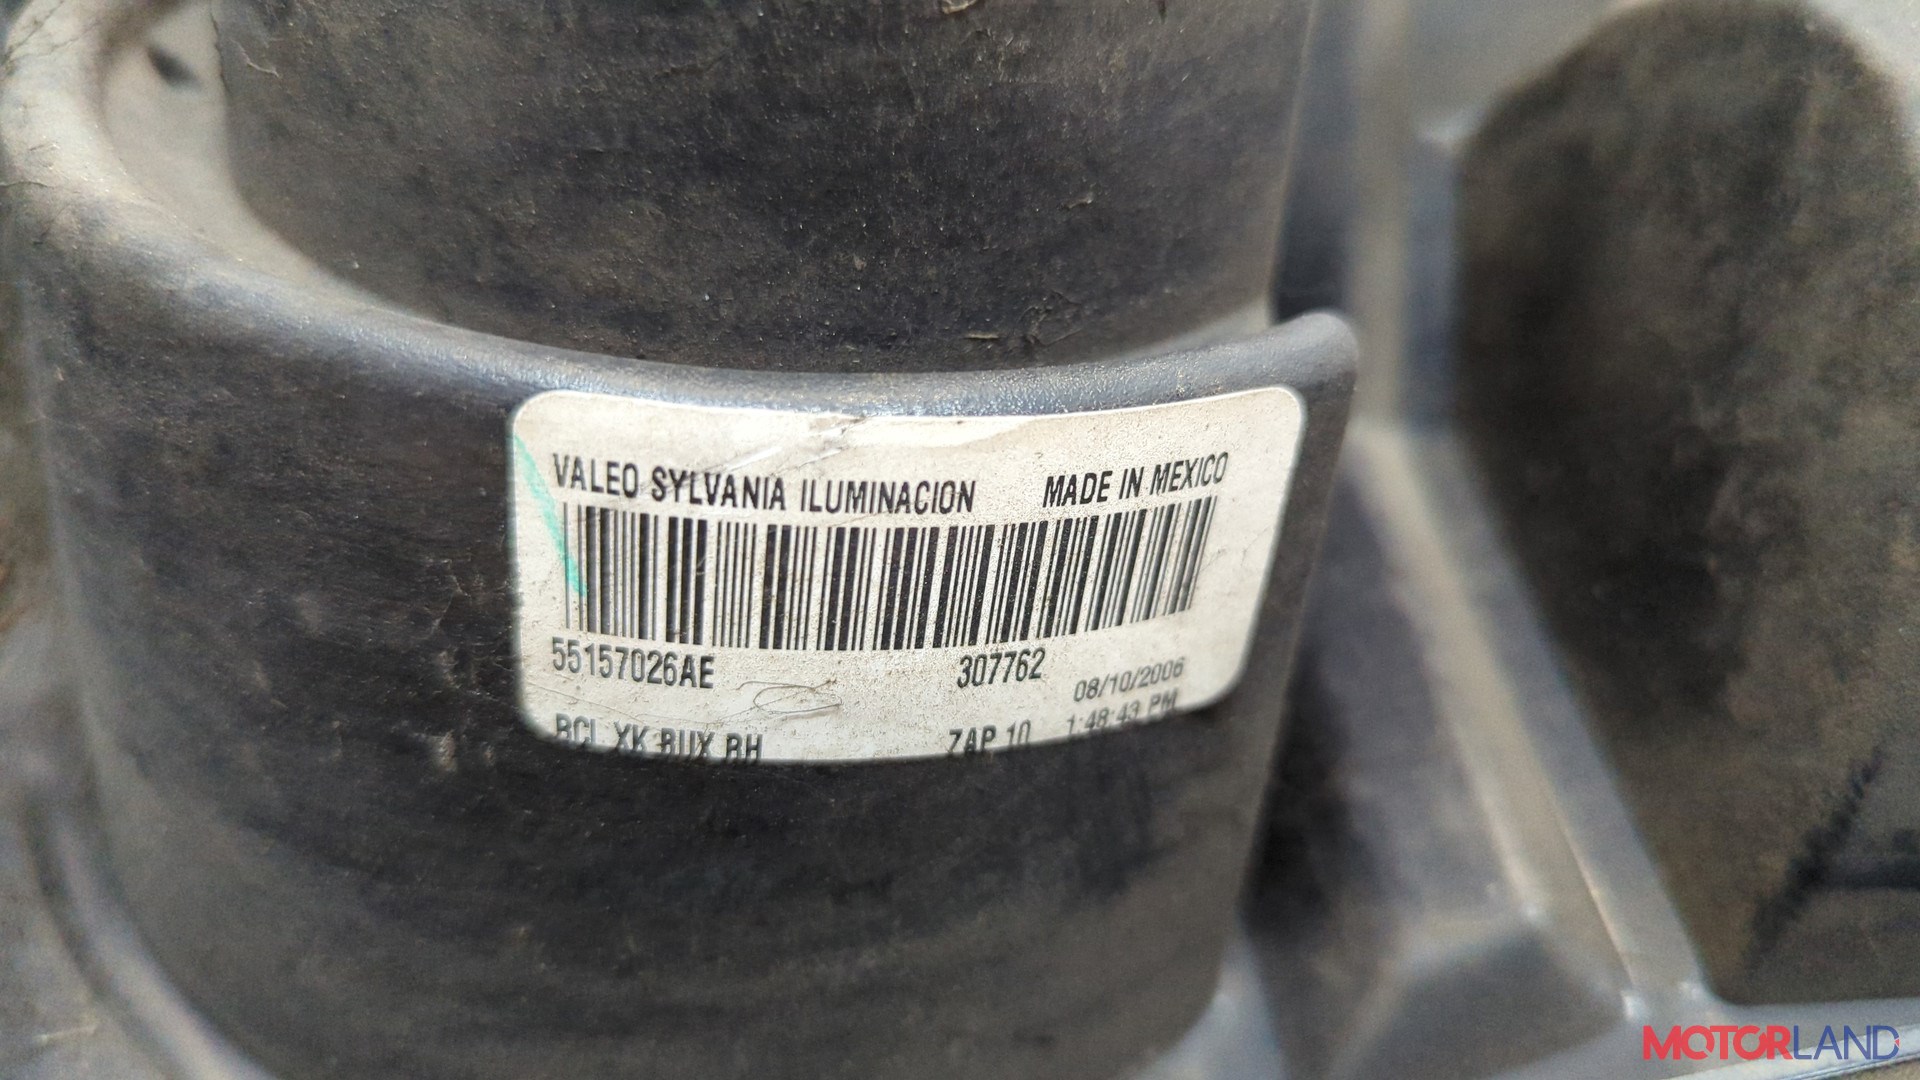 VALEO SYLVANIA ILUMINACION MADE IN MEXICO
55157026AE 307762 08/10/2006
BCL XK BUX RH ZAP 10 1:48:43 PM
MOTORLAND